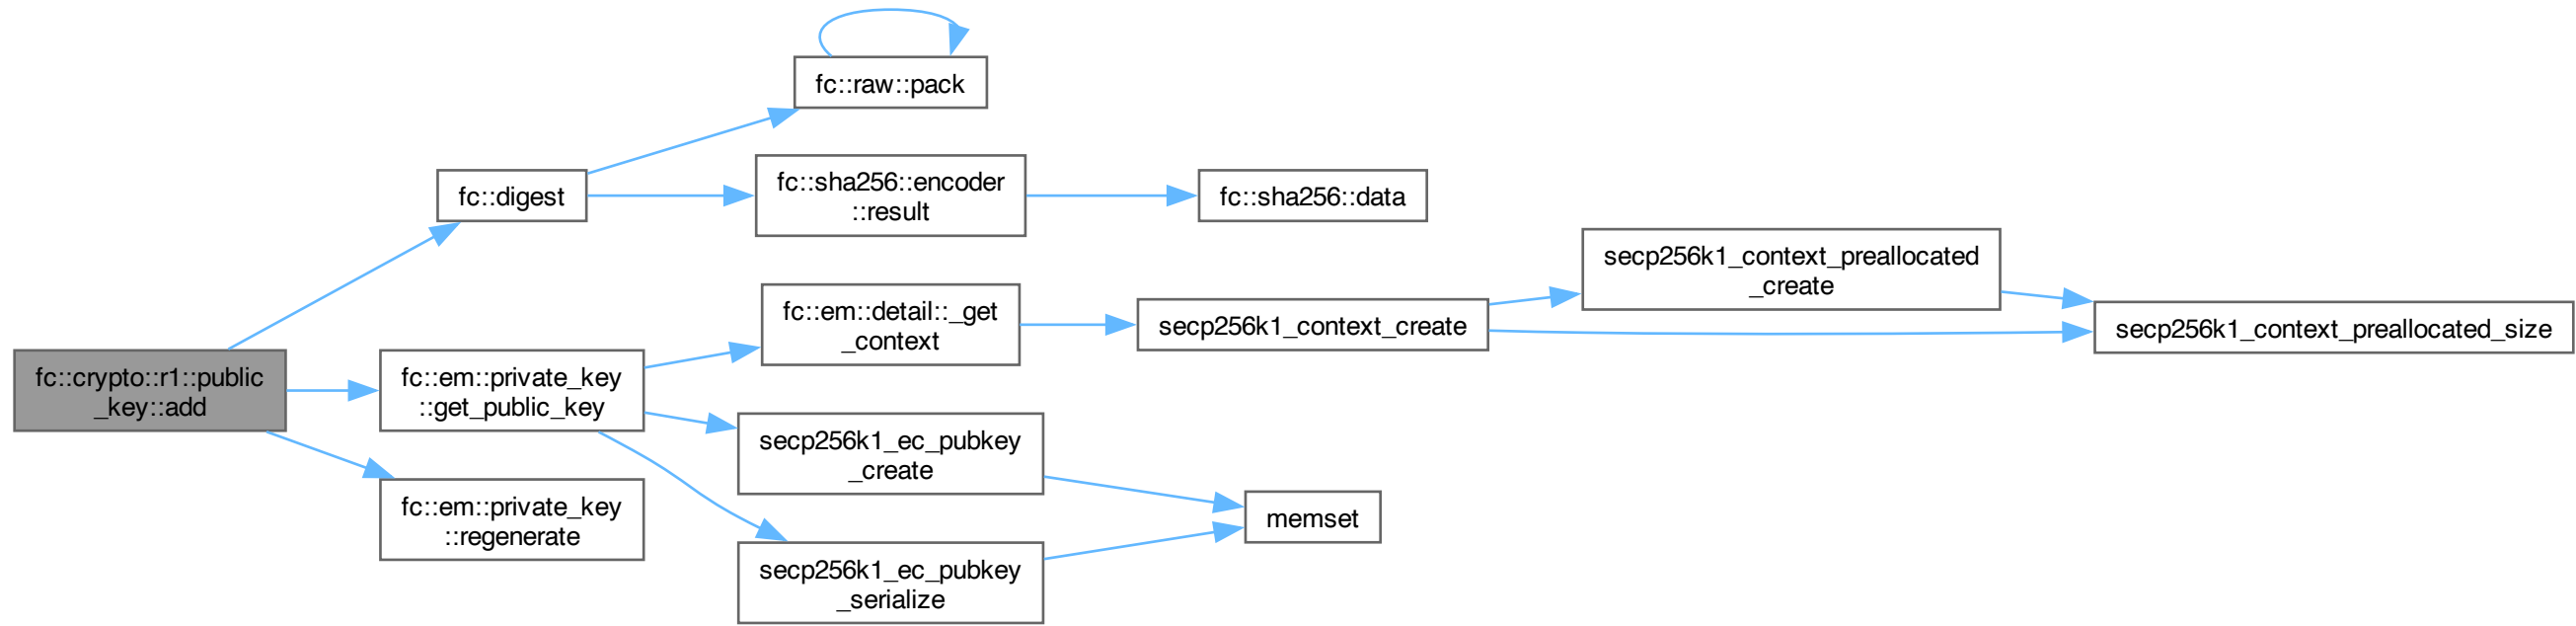 fc::raw::pack
fc::digest
fc::sha256::encoder
::result
fc::sha256::data
secp256k1_context_preallocated
_create
fc::em::detail::_get
_context
secp256k1_context_create
secp256k1_context_preallocated_size
fc::crypto::r1::public
_key::add
fc::em::private_key
::get_public_key
secp256k1_ec_pubkey
_create
fc::em::private_key
::regenerate
memset
secp256k1_ec_pubkey
_serialize